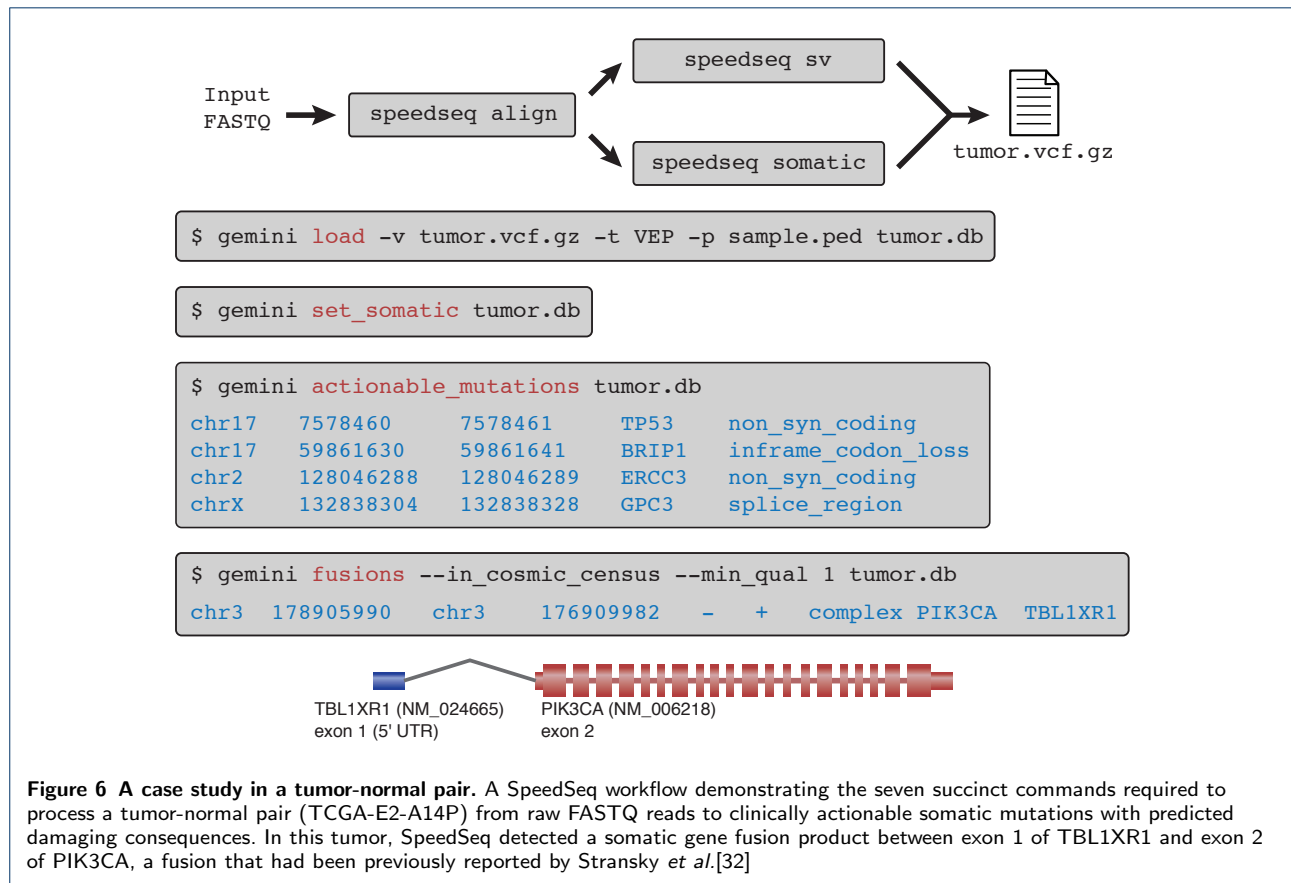 Input
FASTQ
speedseq align
speedseq sv
speedseq somatic
tumor.vcf.gz
$ gemini load -v tumor.vcf.gz -t VEP -p sample.ped tumor.db
$ gemini set_somatic tumor.db
$ gemini actionable_mutations tumor.db
chr17 7578460 7578461 TP53 non_syn_coding
chr17 59861630 59861641 BRIP1 inframe_codon_loss
chr2 128046288 128046289 ERCC3 non_syn_coding
chrX 132838304 132838328 GPC3 splice_region
$ gemini fusions --in_cosmic_census --min_qual 1 tumor.db
chr3 178905990 chr3 176909982 - + complex PIK3CA TBL1XR1
TBL1XR1 (NM_024665)
exon 1 (5' UTR)
PIK3CA (NM_006218)
exon 2
Figure 6 A case study in a tumor-normal pair. A SpeedSeq workflow demonstrating the seven succinct commands required to
process a tumor-normal pair (TCGA-E2-A14P) from raw FASTQ reads to clinically actionable somatic mutations with predicted
damaging consequences. In this tumor, SpeedSeq detected a somatic gene fusion product between exon 1 of TBL1XR1 and exon 2
of PIK3CA, a fusion that had been previously reported by Stransky et al.[32]